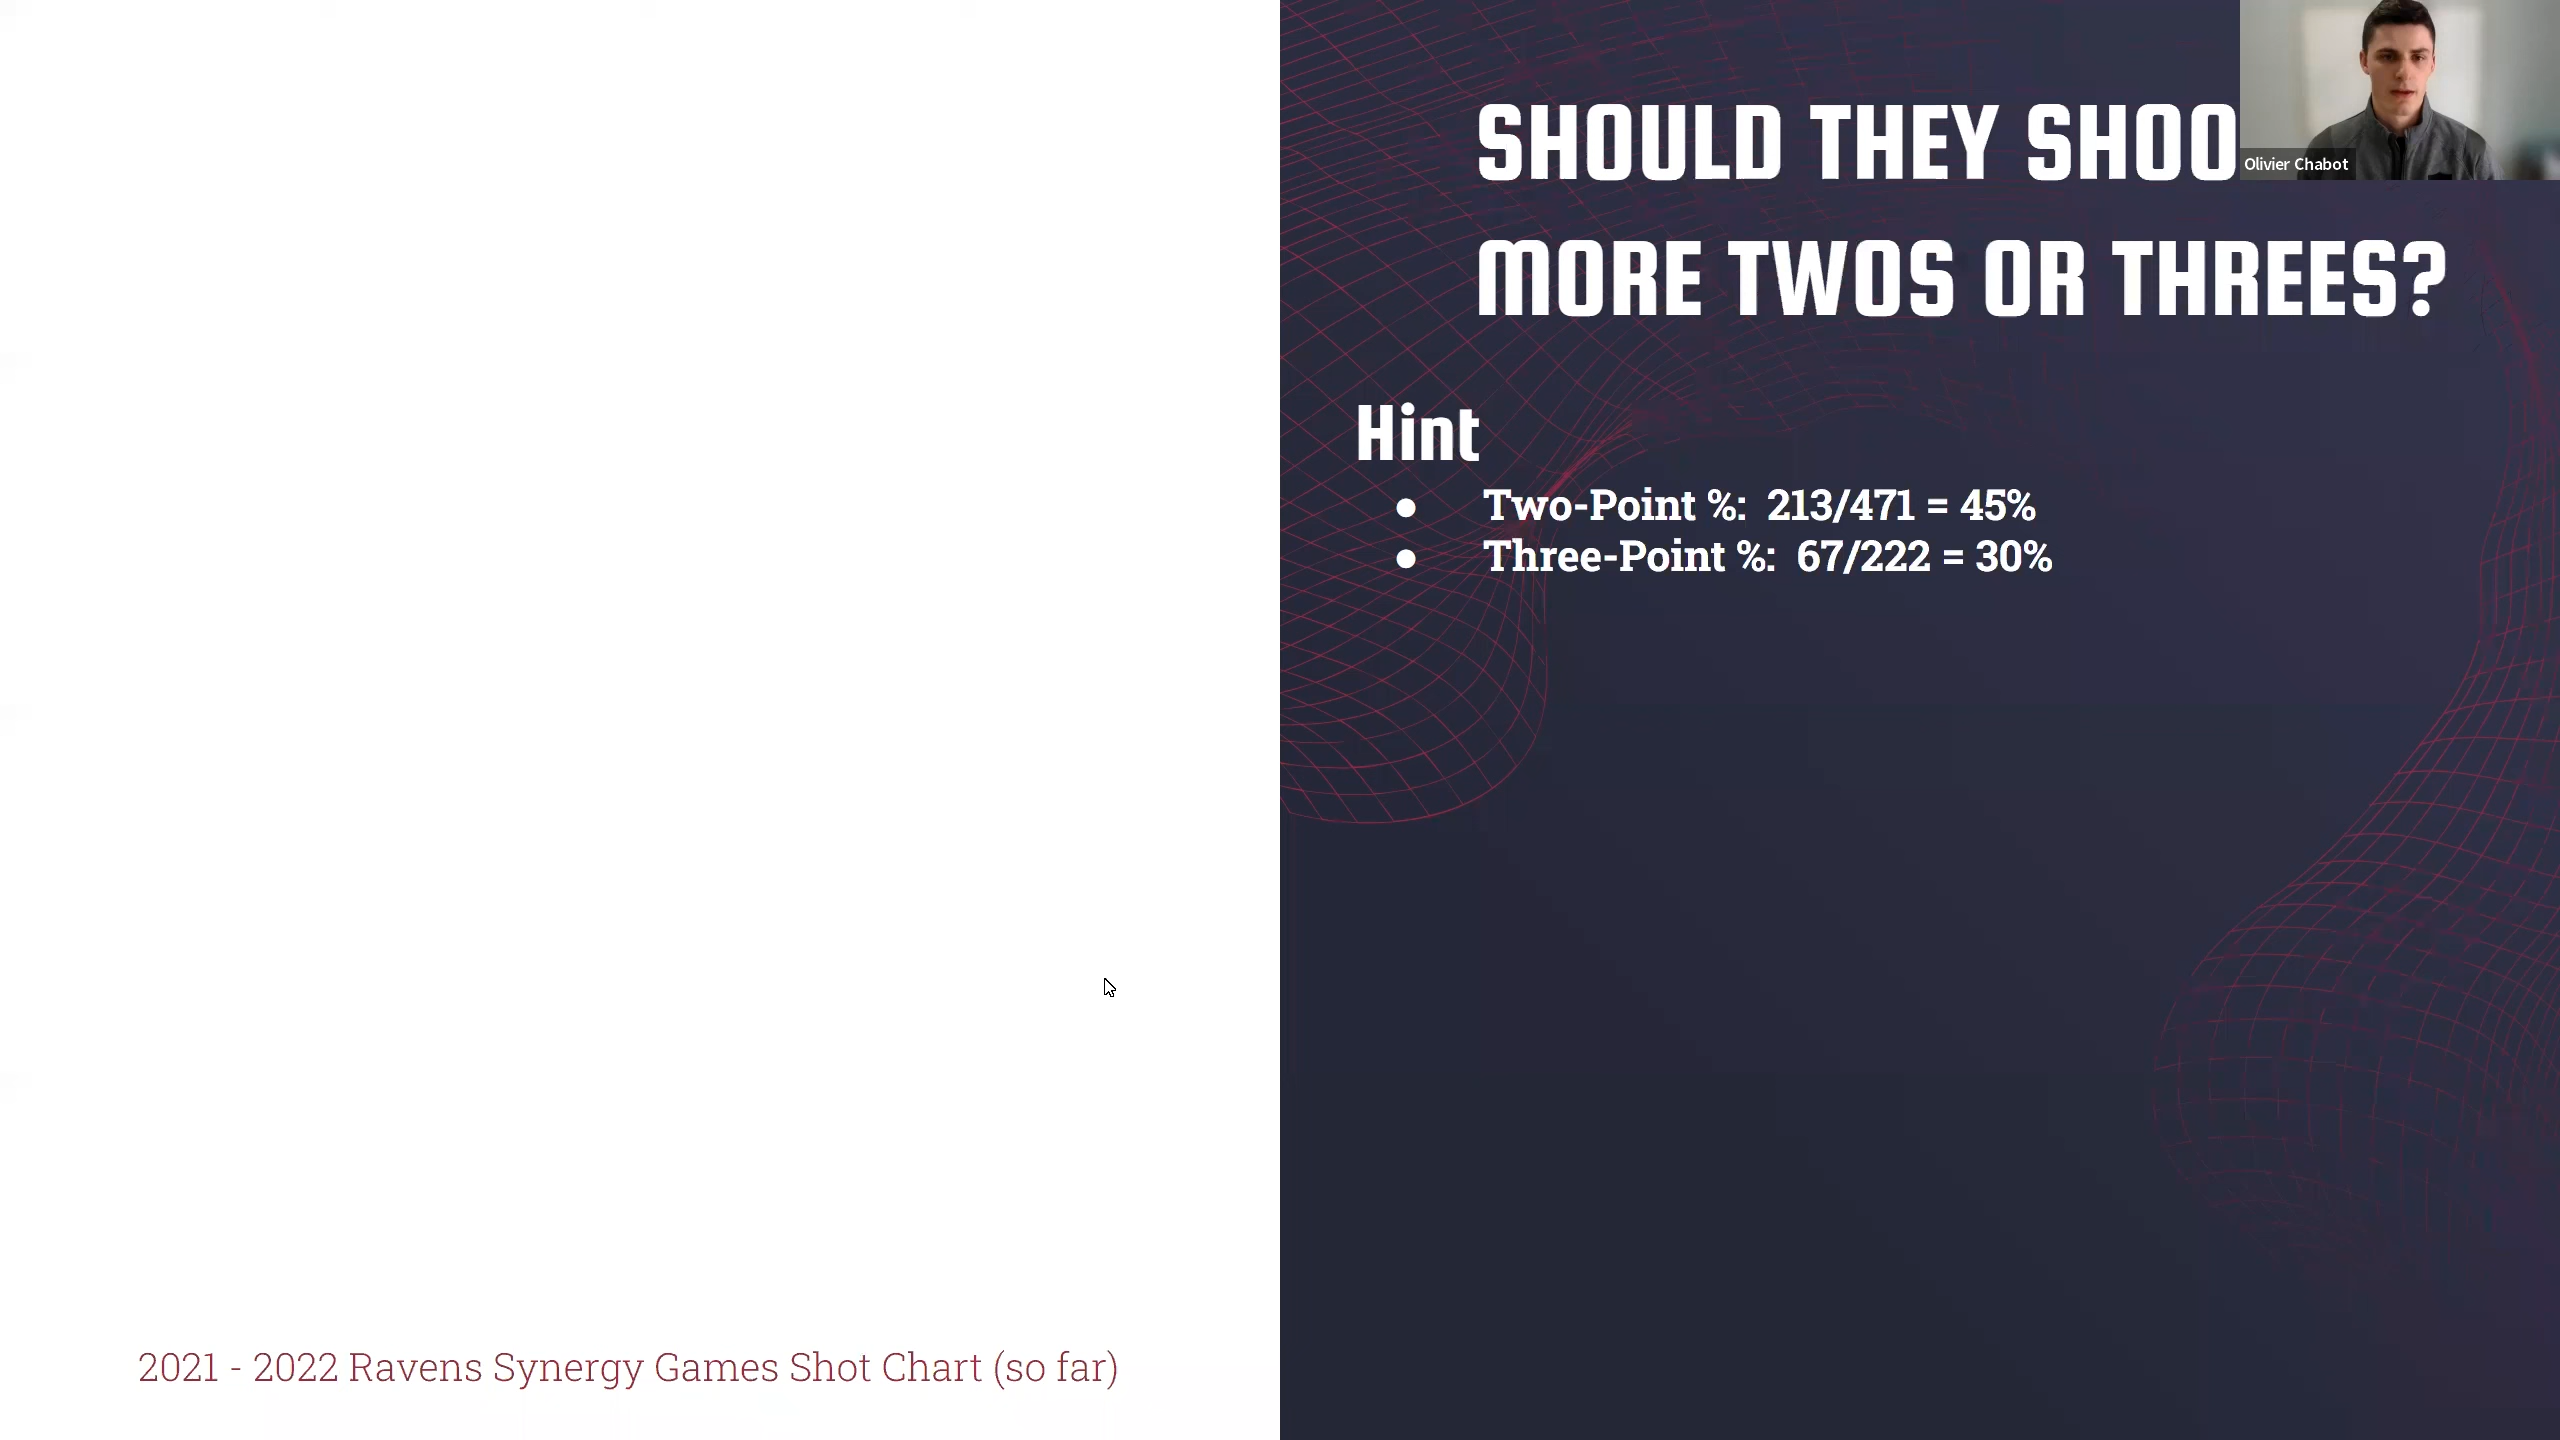 SHOULD THEY SHOO
MORE TWOS OR THREES?
Olivier Chabot
Hint
● Two-Point %: 213/471 = 45%
● Three-Point %: 67/222 = 30%
2021 - 2022 Ravens Synergy Games Shot Chart (so far)